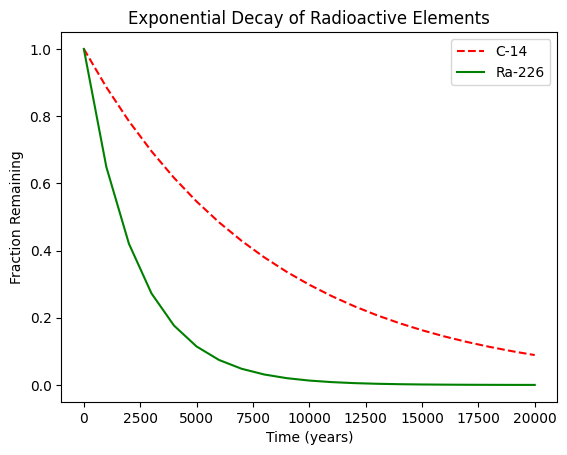 Exponential Decay of Radioactive Elements
C-14
Ra-226
Fraction Remaining
1.0
0.8
0.6
0.4
0.2
0.0
0 2500 5000 7500 10000 12500 15000 17500 20000
Time (years)